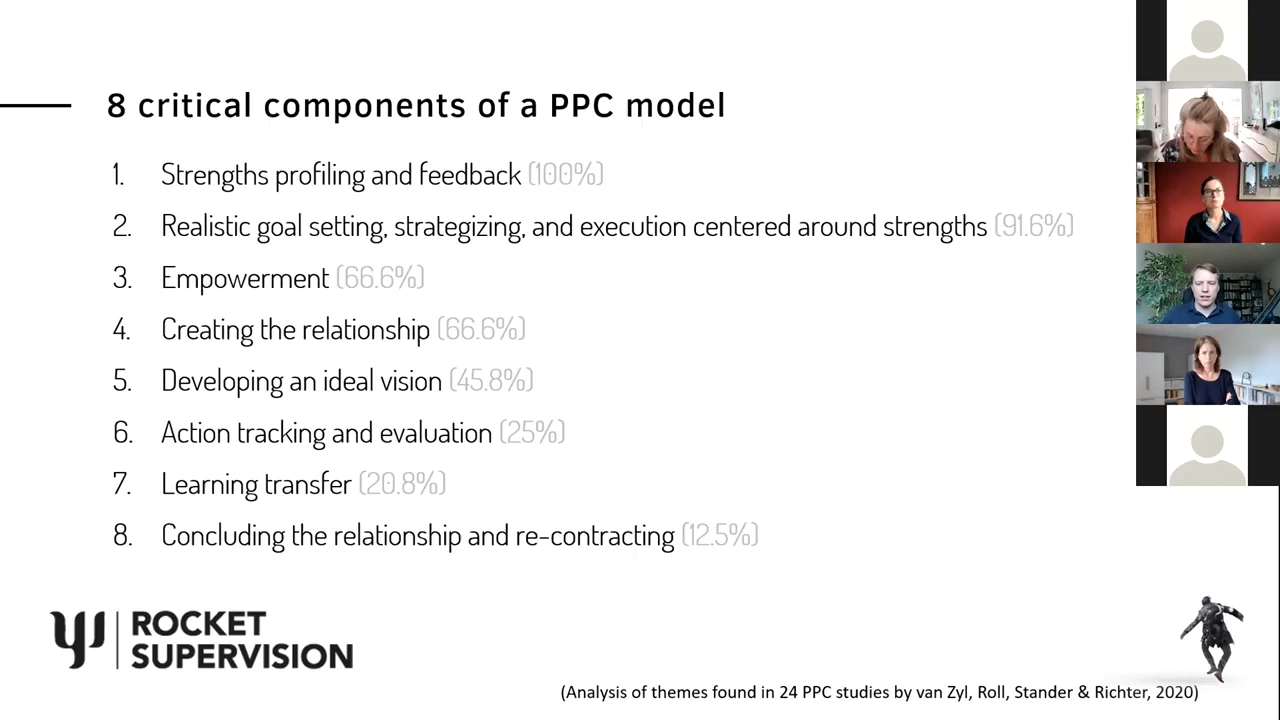 8 critical components of a PPC model
1. Strengths profiling and feedback (100%)
2. Realistic goal setting, strategizing, and execution centered around strengths (91.6%)
3. Empowerment (66.6%)
4. Creating the relationship (66.6%)
5. Developing an ideal vision (45.8%)
6. Action tracking and evaluation (25%)
7. Learning transfer (20.8%)
8. Concluding the relationship and re-contracting (12.5%)
ROCKET
SUPERVISION
(Analysis of themes found in 24 PPC studies by van Zyl, Roll, Stander & Richter, 2020)